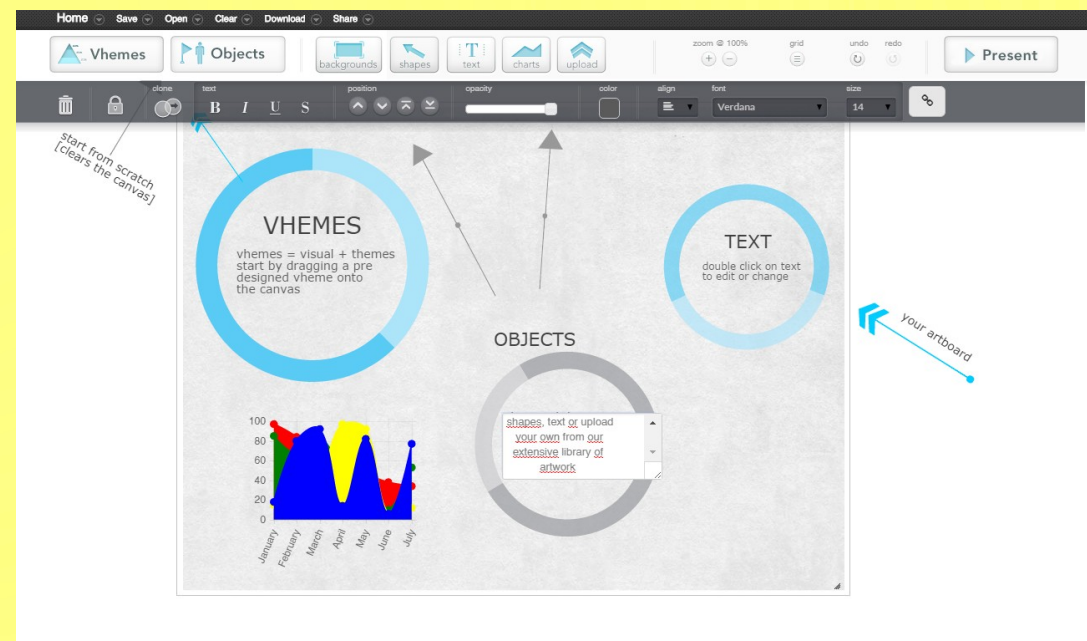 Home Save Open Clear Download Share
Vhemes Objects backgrounds shapes T text charts upload zoom @ 100% grid undo redo Present
clone text position opacity color align font size
B I U S Verdana 14
start from scratch
[clears the canvas]
VHEMES
vhemes = visual + themes
start by dragging a pre
designed vheme onto
the canvas
TEXT
double click on text
to edit or change
your artboard
OBJECTS
shapes, text or upload
your own from our
extensive library of
artwork
100
80
60
40
20
0
January February March April May June July